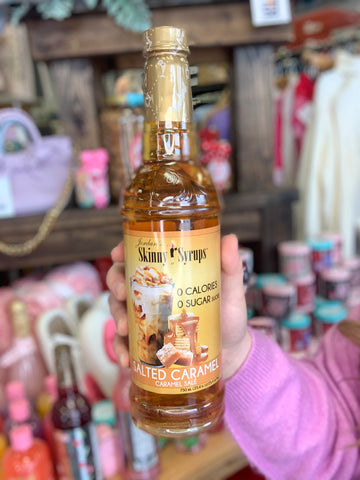 Jordan's
Skinny Syrups
0 CALORIES
0 SUGAR
SALTED CARAMEL
CARAMEL SALÉ